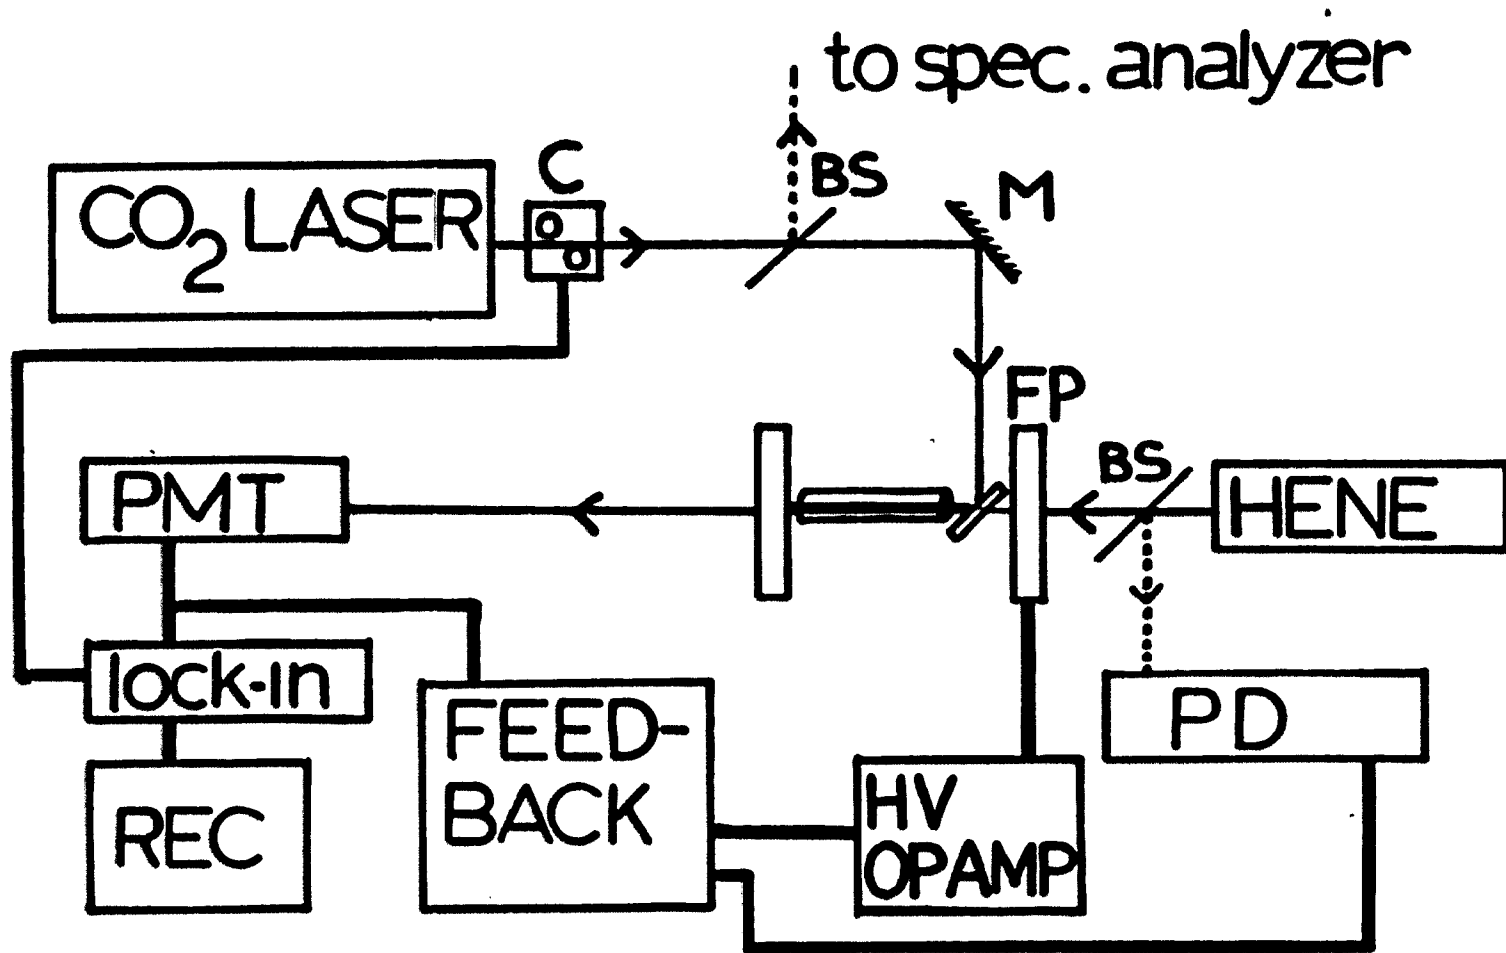 to spec. analyzer
C
BS
M
CO₂ LASER
FP
BS
PMT
HENE
lock-in
FEED-
BACK
PD
REC
HV
OPAMP